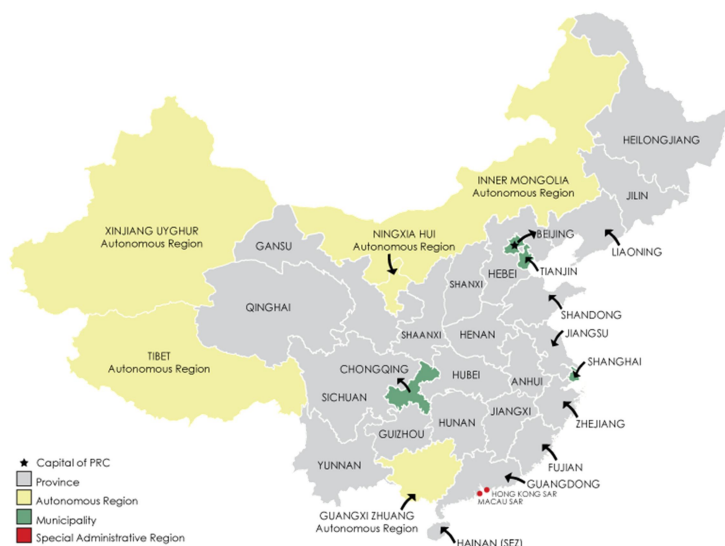 HEILONGJIANG
INNER MONGOLIA
Autonomous Region
JILIN
XINJIANG UYGHUR
Autonomous Region
NINGXIA HUI
Autonomous Region
BEIJING
GANSU
LIAONING
HEBEI
TIANJIN
SHANXI
QINGHAI
SHANDONG
SHAANXI
HENAN
JIANGSU
TIBET
Autonomous Region
SHANGHAI
CHONGQING
HUBEI
ANHUI
SICHUAN
JIANGXI
ZHEJIANG
HUNAN
GUIZHOU
FUJIAN
YUNNAN
GUANGDONG
HONG KONG SAR
MACAU SAR
GUANGXI ZHUANG
Autonomous Region
HAINAN (SEZ)
Capital of PRC
Province
Autonomous Region
Municipality
Special Administrative Region